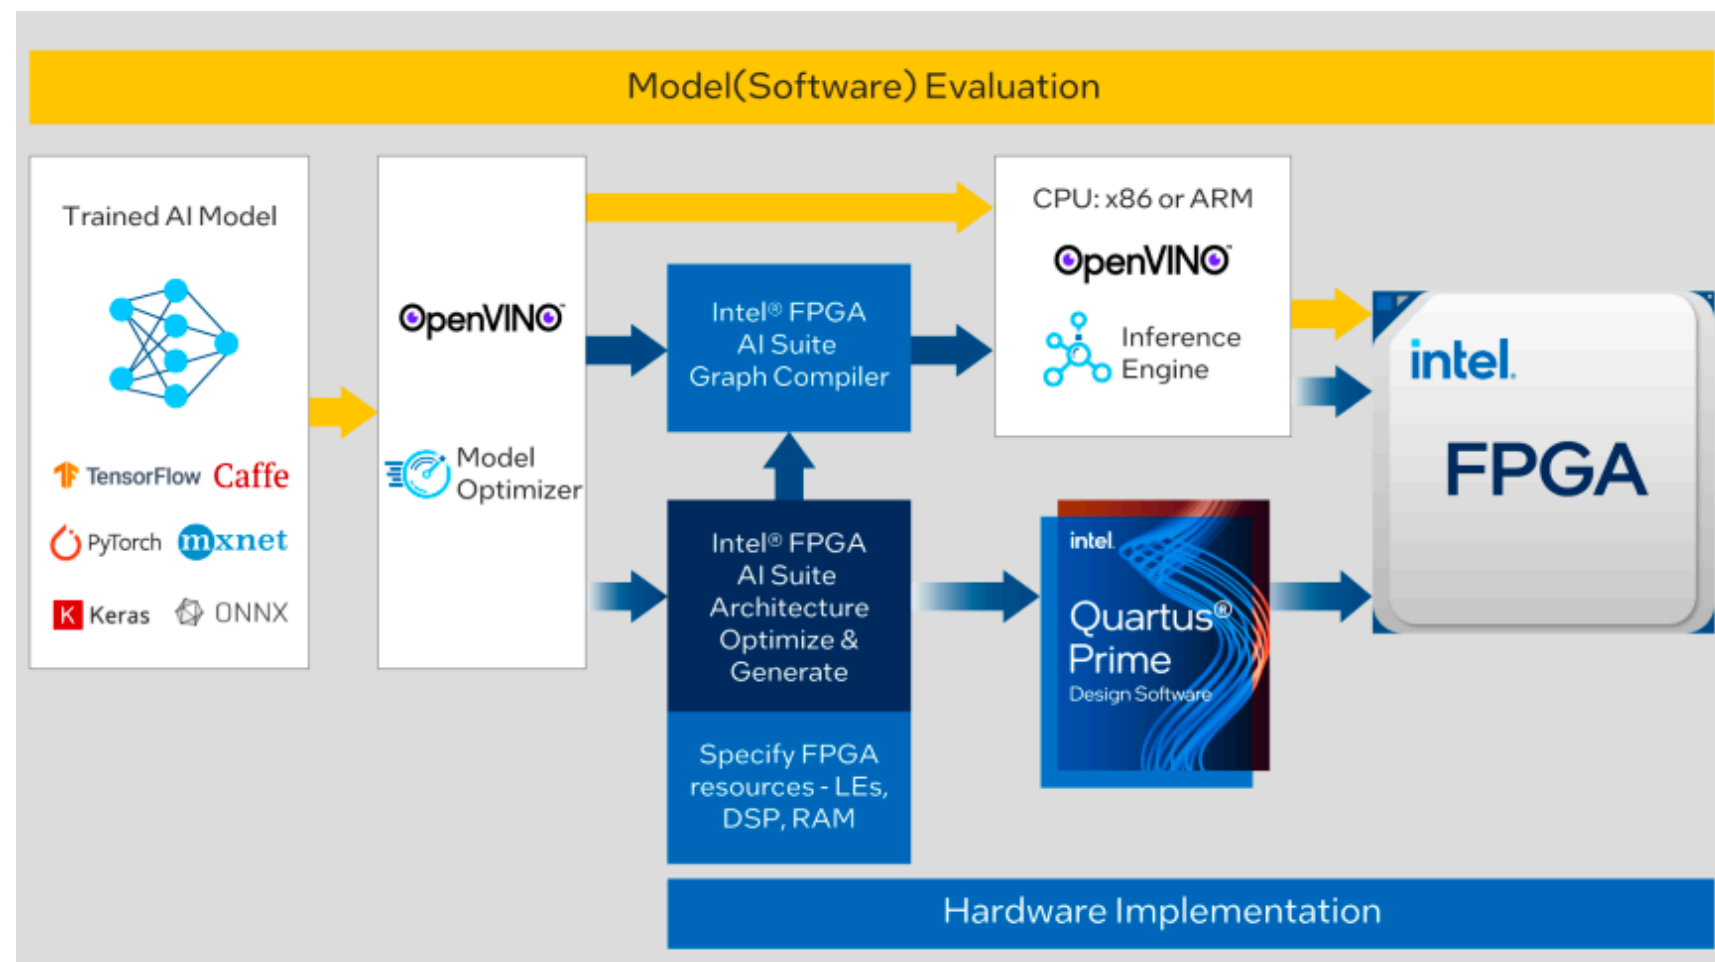 Model(Software) Evaluation
Trained AI Model
TensorFlow
Caffe
PyTorch
mxnet
K Keras
ONNX
OpenVINO™
Model
Optimizer
Intel® FPGA
AI Suite
Graph Compiler
Intel® FPGA
AI Suite
Architecture
Optimize &
Generate
Specify FPGA
resources - LEs,
DSP, RAM
CPU: x86 or ARM
OpenVINO™
Inference
Engine
intel.
Quartus®
Prime
Design Software
intel.
FPGA
Hardware Implementation